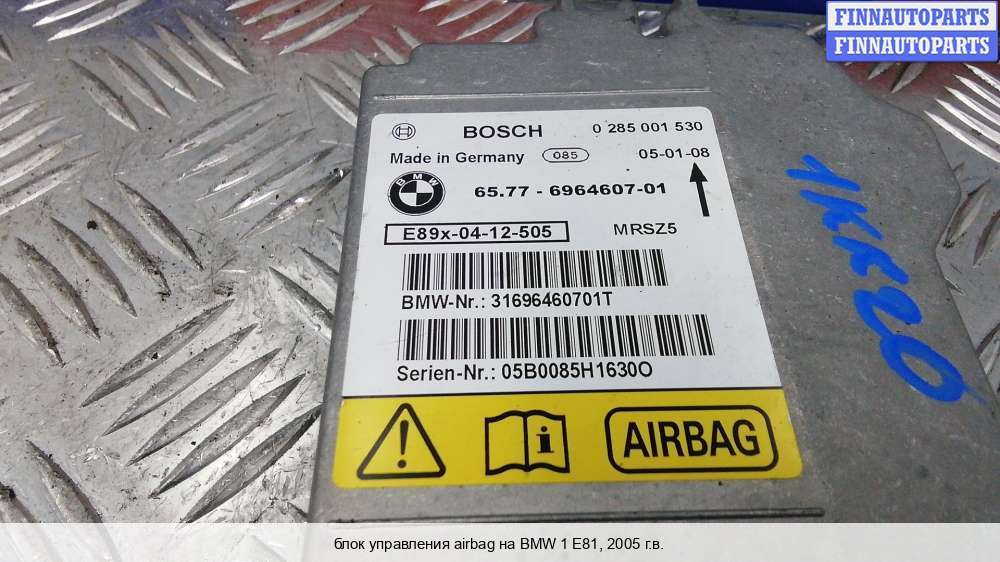 FINNAUTOPARTS
FINNAUTOPARTS
BOSCH 0 285 001 530
Made in Germany 085 05-01-08
BMW 65.77 - 6964607-01
E89x-04-12-505 MRSZ5
BMW-Nr.: 31696460701T
Serien-Nr.: 05B0085H1630O
AIRBAG
1KR20
блок управления airbag на BMW 1 E81, 2005 г.в.